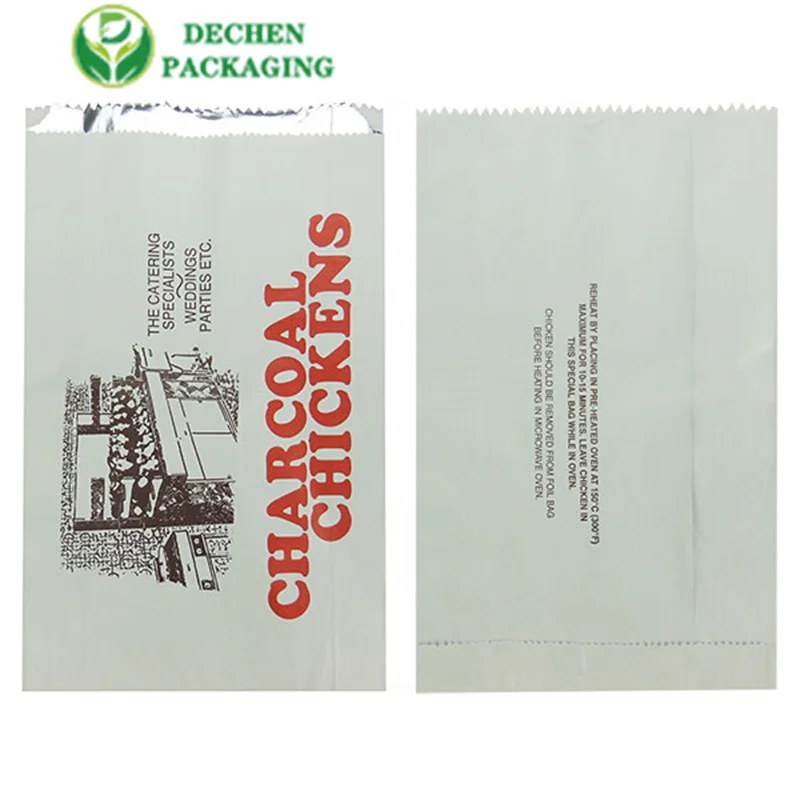 DECHEN
PACKAGING
THE CATERING
SPECIALISTS
~
WEDDINGS
PARTIES ETC.
CHARCOAL
CHICKENS
REHEAT BY PLACING IN PRE-HEATED OVEN AT 150°C (300°F)
MAXIMUM FOR 10-15 MINUTES. LEAVE CHICKEN IN
THIS SPECIAL BAG WHILE IN OVEN.
CHICKEN SHOULD BE REMOVED FROM FOIL BAG
BEFORE HEATING IN MICROWAVE OVEN.